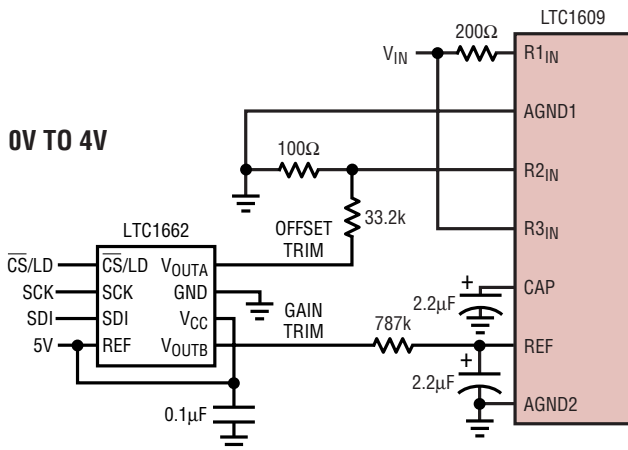 LTC1609
200Ω
V_IN
R1_IN
AGND1
0V TO 4V
100Ω
R2_IN
33.2k
OFFSET
TRIM
R3_IN
LTC1662
C̅S̅/LD
C̅S̅/LD
V_OUTA
SCK
SCK
GND
SDI
SDI
V_CC
5V
REF
V_OUTB
GAIN
TRIM
787k
+
2.2µF
CAP
REF
+
2.2µF
AGND2
0.1µF